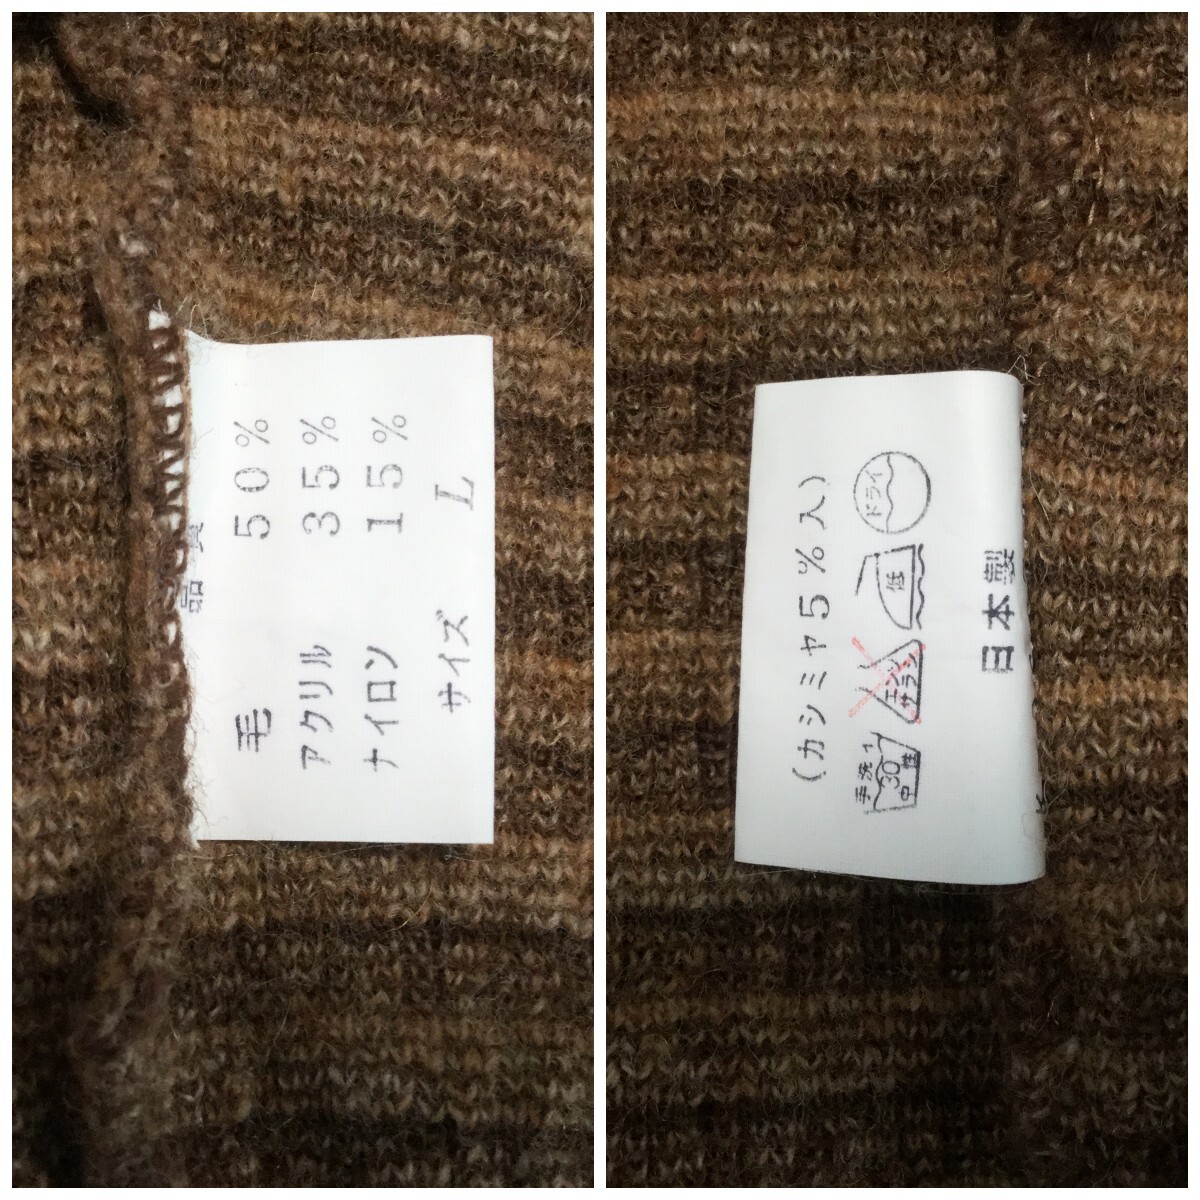 品質
毛 50%
アクリル 35%
ナイロン 15%
サイズ L
(カシミヤ5%入)
手洗イ 30 中性
エンソ サラシ
低
ドライ
日本製